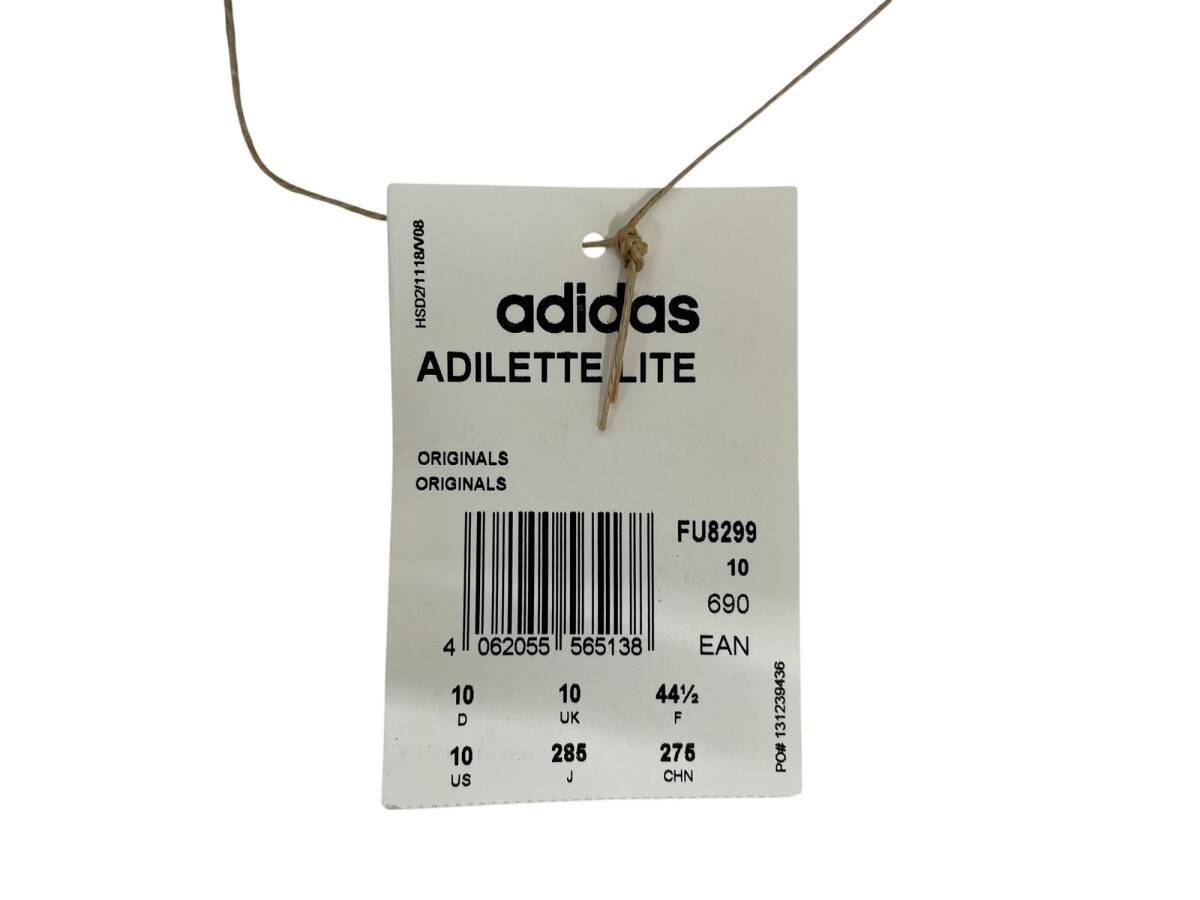 HSD2/1118/V08
adidas
ADILETTE LITE
ORIGINALS
ORIGINALS
FU8299
10
690
4 062055 565138 EAN
10 10 44½
D UK F
10 285 275
US J CHN
PO# 131239436